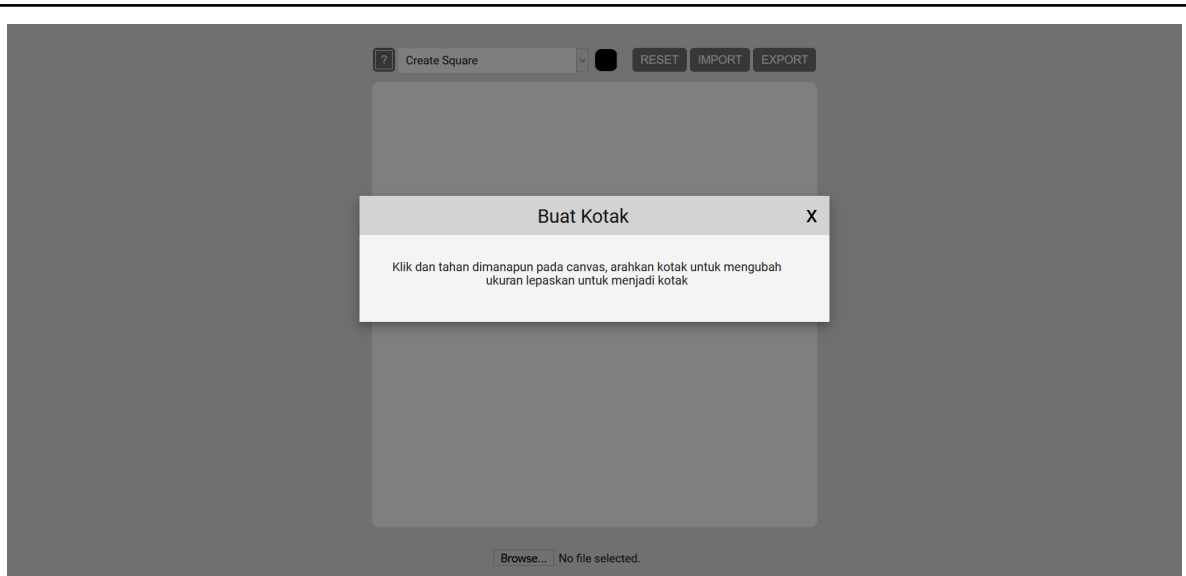 ?
Create Square
RESET
IMPORT
EXPORT
Buat Kotak
X
Klik dan tahan dimanapun pada canvas, arahkan kotak untuk mengubah
ukuran lepaskan untuk menjadi kotak
Browse...
No file selected.